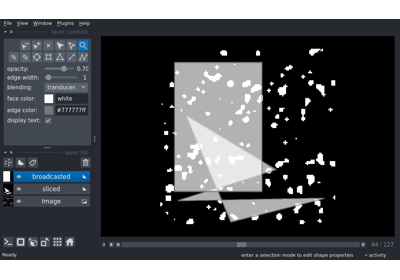 File View Window Plugins Help
layer controls
opacity: 0.70
edge width: 1
blending: translucen
face color: white
edge color: #777777ff
display text:
layer list
broadcasted
sliced
Image
64 127
Ready enter a selection mode to edit shape properties activity